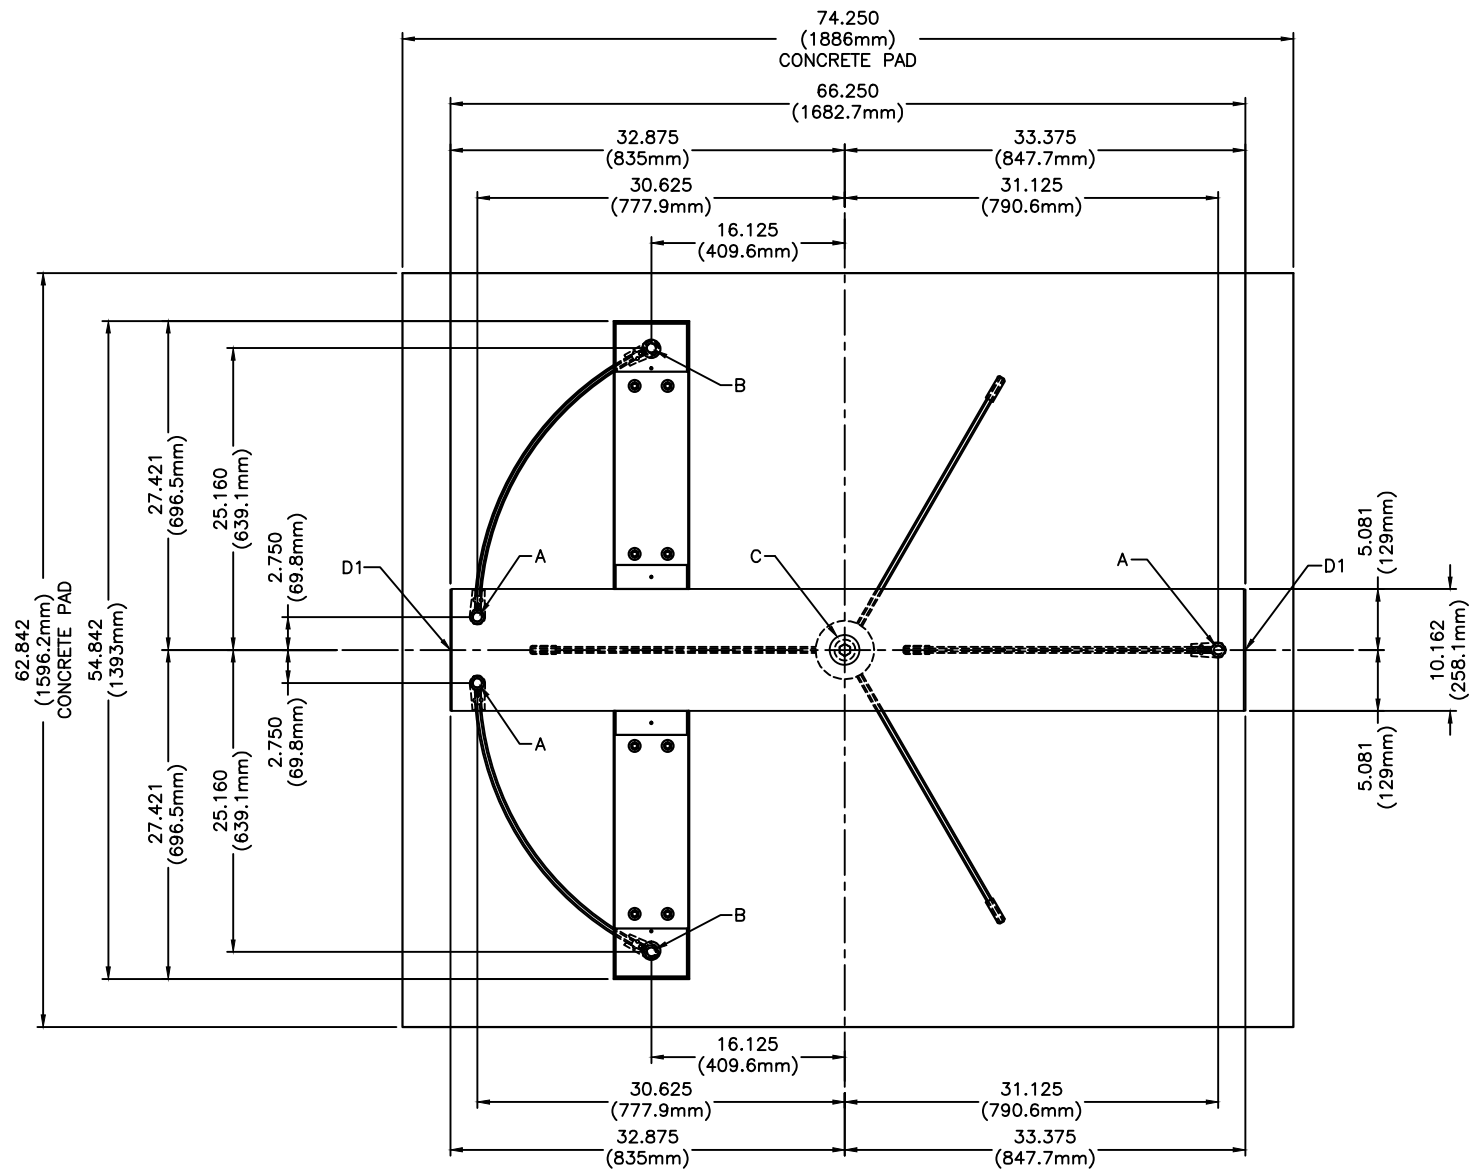 74.250
(1886mm)
CONCRETE PAD
66.250
(1682.7mm)
32.875
(835mm)
33.375
(847.7mm)
30.625
(777.9mm)
31.125
(790.6mm)
16.125
(409.6mm)
62.842
(1596.2mm)
CONCRETE PAD
54.842
(1393mm)
27.421
(696.5mm)
25.160
(639.1mm)
2.750
(69.8mm)
B
D1
A
C
A
D1
5.081
(129mm)
10.162
(258.1mm)
5.081
(129mm)
2.750
(69.8mm)
A
27.421
(696.5mm)
25.160
(639.1mm)
B
16.125
(409.6mm)
30.625
(777.9mm)
31.125
(790.6mm)
32.875
(835mm)
33.375
(847.7mm)